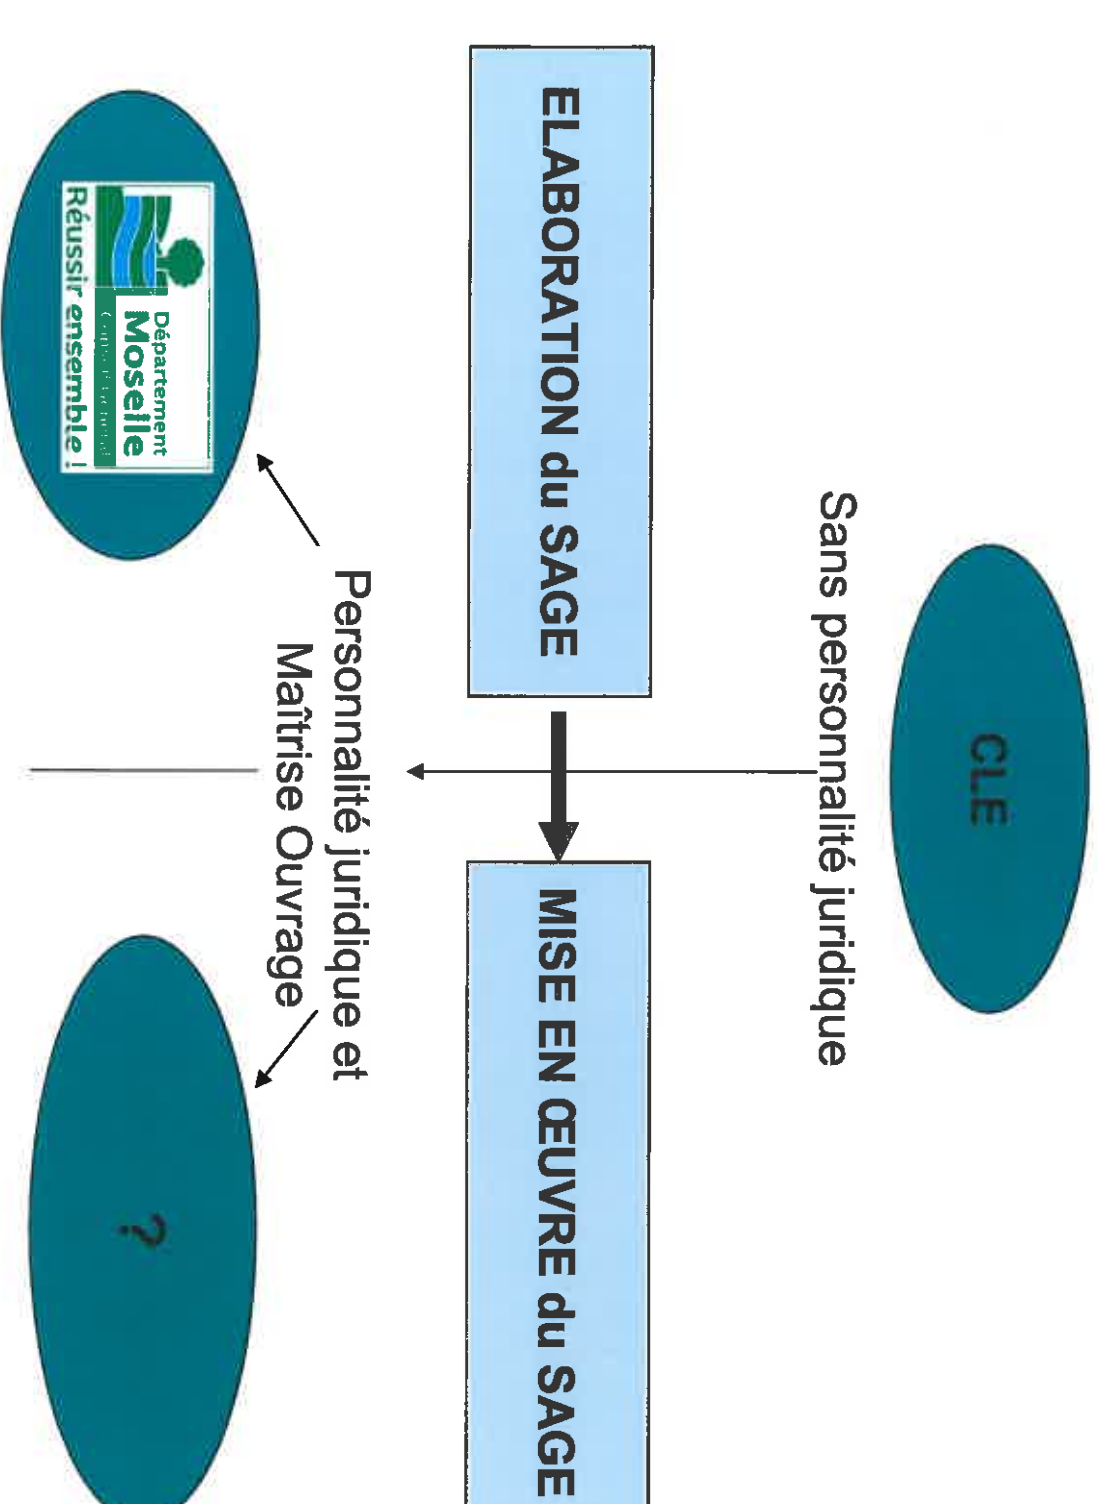 CLE
Sans personnalité juridique
ELABORATION du SAGE
MISE EN ŒUVRE du SAGE
Personnalité juridique et
Maîtrise Ouvrage
Département
Moselle
Réussir ensemble !
?